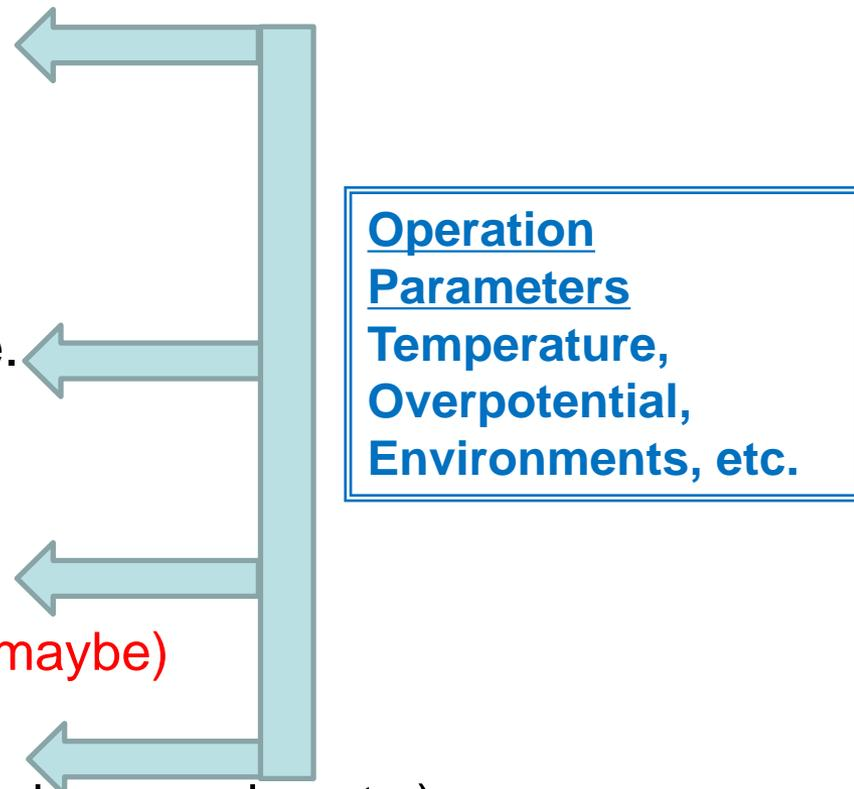 Operation
Parameters
Temperature,
Overpotential,
Environments, etc.
maybe)